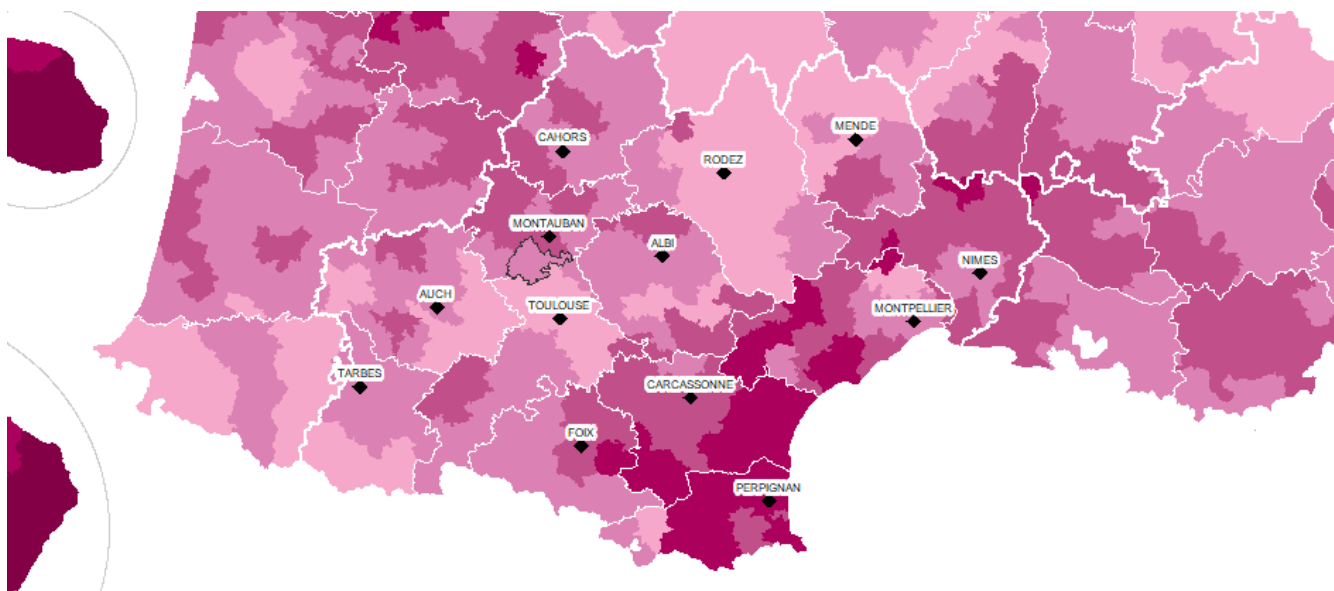 MENDE
CAHORS
RODEZ
MONTAUBAN
ALBI
NIMES
AUCH
TOULOUSE
MONTPELLIER
TARBES
CARCASSONNE
FOIX
PERPIGNAN